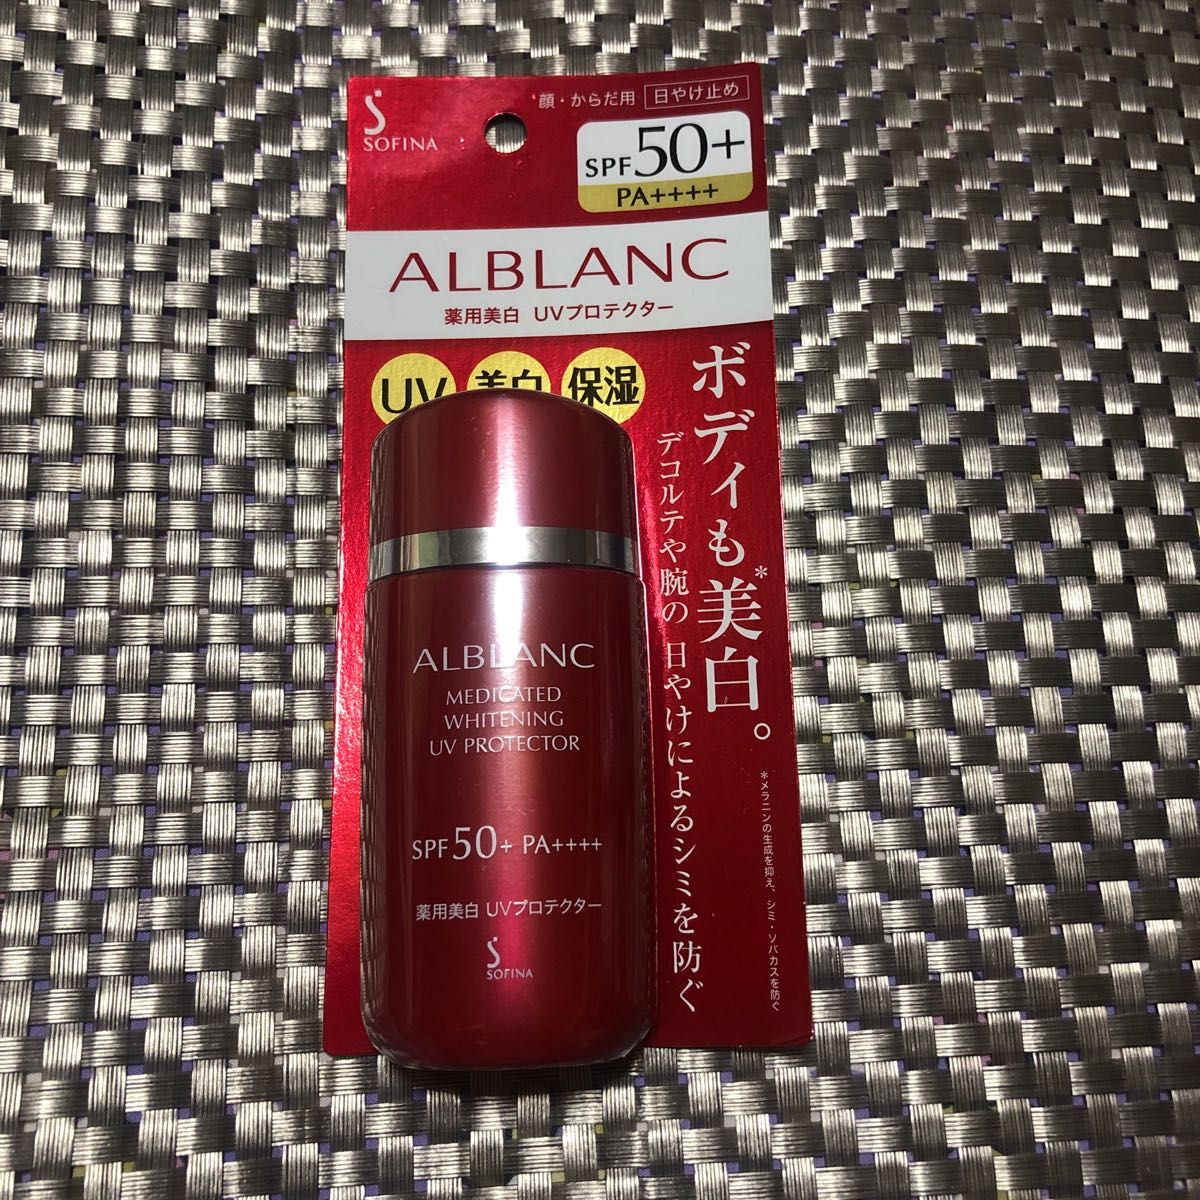 SOFINA
顔・からだ用 日やけ止め
SPF50+
PA++++
ALBLANC
薬用美白 UVプロテクター
UV 美白 保湿
ボディも美白*。
デコルテや腕の日やけによるシミを防ぐ
*メラニンの生成を抑え、シミ・ソバカスを防ぐ
ALBLANC
MEDICATED
WHITENING
UV PROTECTOR
SPF50+ PA++++
薬用美白 UVプロテクター
SOFINA